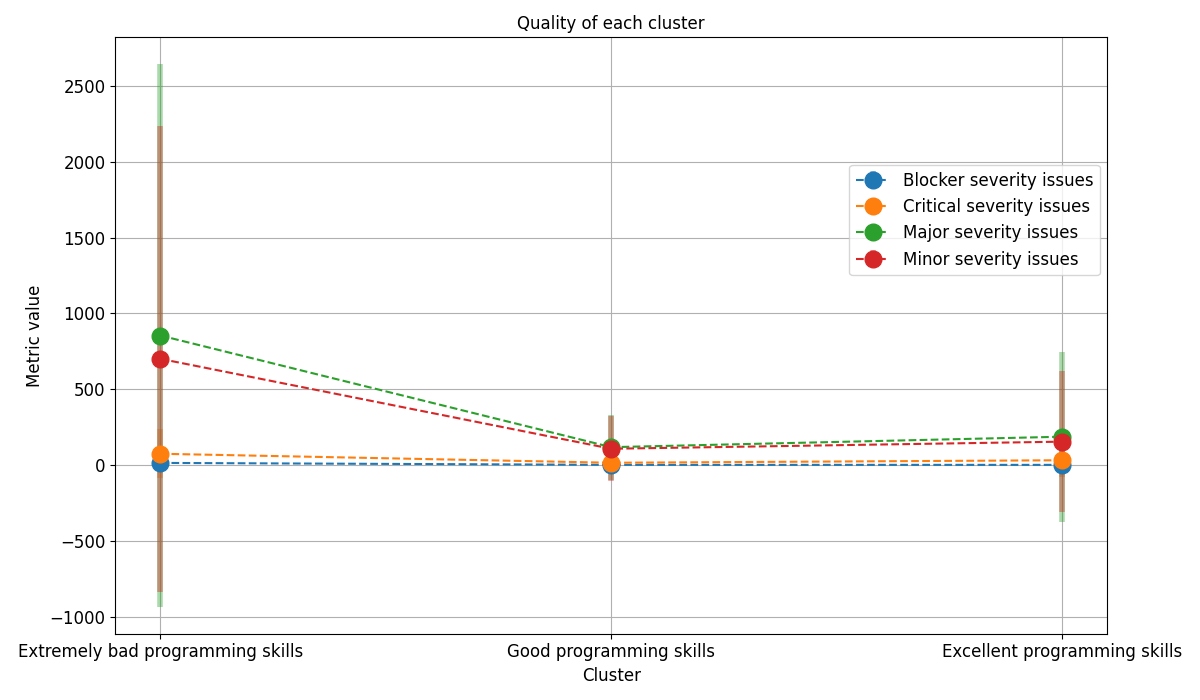 Quality of each cluster
Metric value
2500
2000
1500
1000
500
0
−500
−1000
Blocker severity issues
Critical severity issues
Major severity issues
Minor severity issues
Extremely bad programming skills
Good programming skills
Excellent programming skills
Cluster